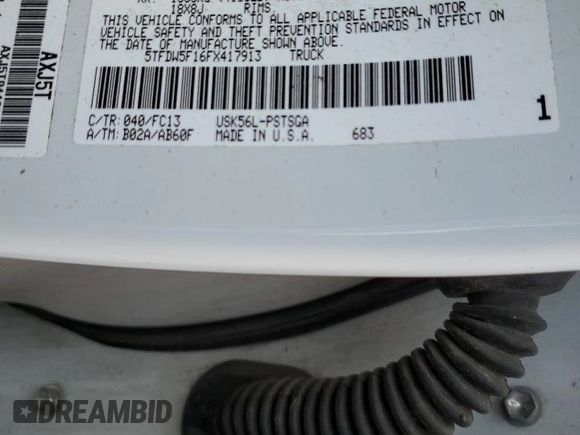 18X8J RIMS
THIS VEHICLE CONFORMS TO ALL APPLICABLE FEDERAL MOTOR
VEHICLE SAFETY AND THEFT PREVENTION STANDARDS IN EFFECT ON
THE DATE OF MANUFACTURE SHOWN ABOVE.
5TFDW5F16FX417913 TRUCK
C/TR: 040/FC13 USK56L-PSTSGA
A/TM: B02A/AB60F MADE IN U.S.A. 683
1
AXJ5T
DREAMBID